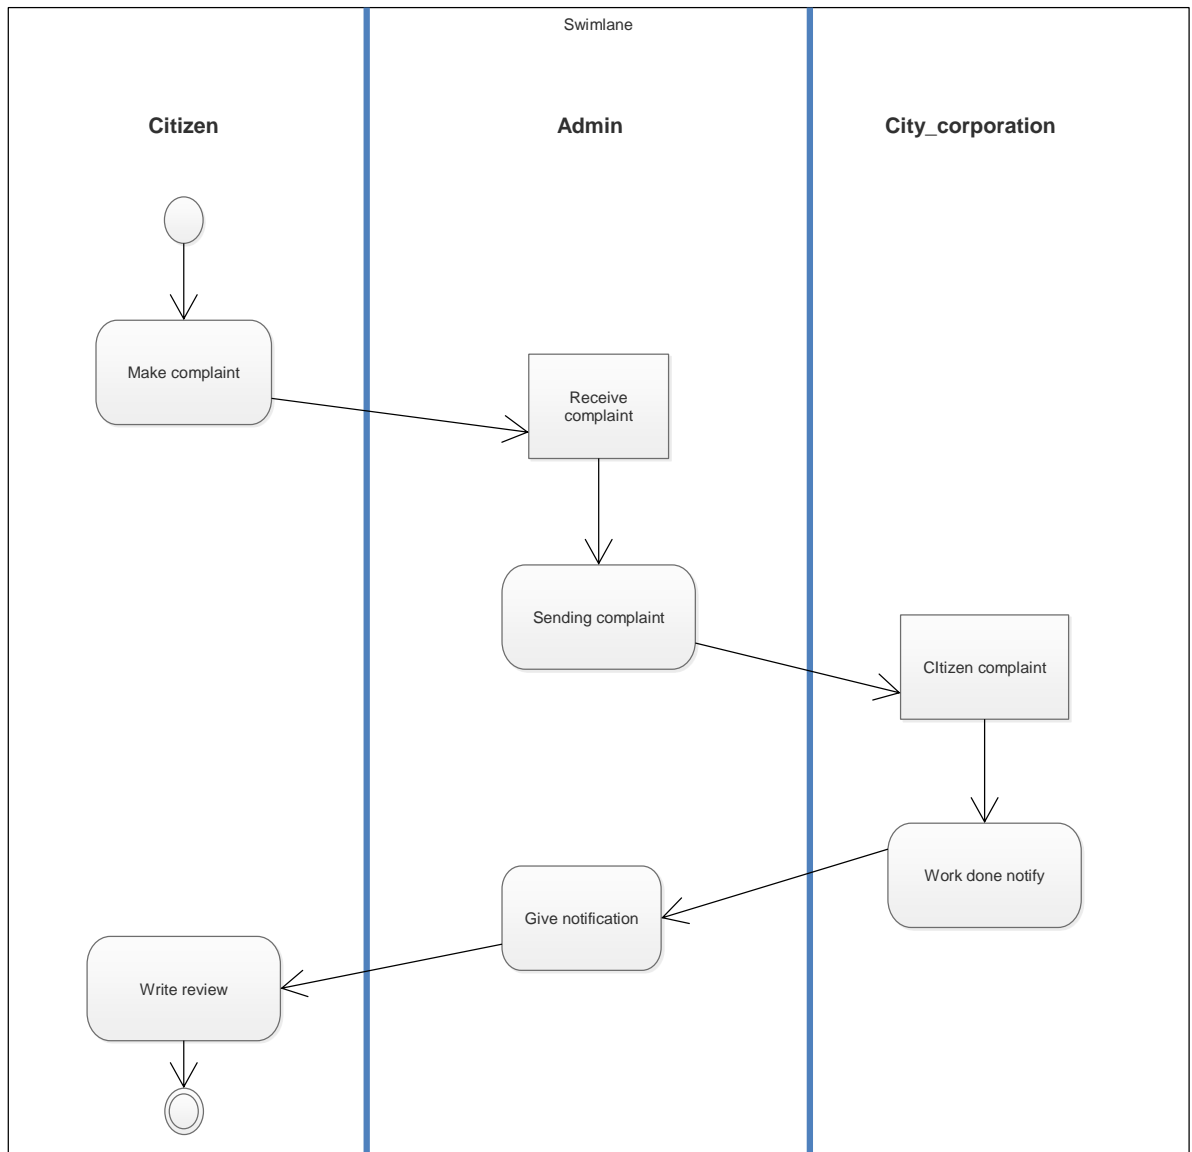 Swimlane
Citizen
Admin
City_corporation
Make complaint
Receive
complaint
Sending complaint
CItizen complaint
Work done notify
Give notification
Write review